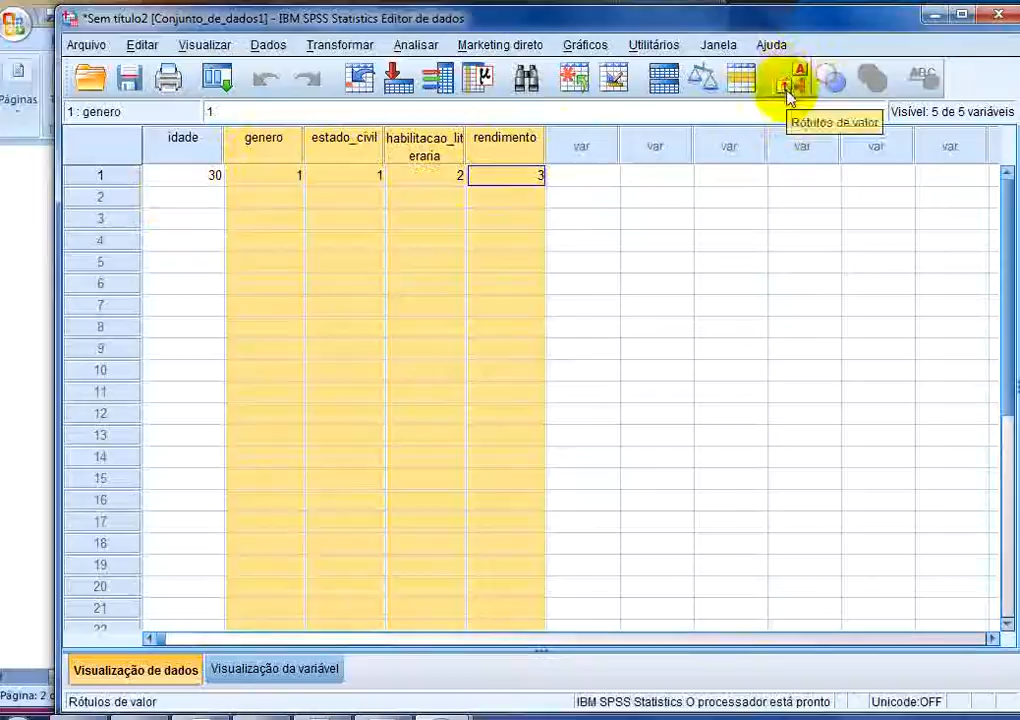 *Sem título2 [Conjunto_de_dados1] - IBM SPSS Statistics Editor de dados
Arquivo Editar Visualizar Dados Transformar Analisar Marketing direto Gráficos Utilitários Janela Ajuda
Páginas
A
ABC
1 : genero 1 Visível: 5 de 5 variáveis
Rótulos de valor
idade genero estado_civil habilitacao_lit rendimento var var var var var var
eraria
1 30 1 1 2 3
2
3
4
5
6
7
8
9
10
11
12
13
14
15
16
17
18
19
20
21
22
Visualização de dados Visualização da variável
Página: 2
Rótulos de valor IBM SPSS Statistics O processador está pronto Unicode:OFF